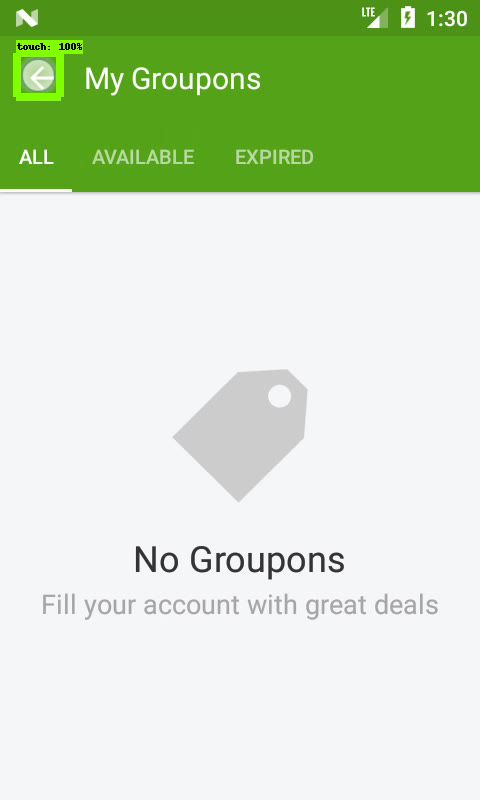 LTE 1:30
touch: 100%
My Groupons
ALL AVAILABLE EXPIRED
No Groupons
Fill your account with great deals